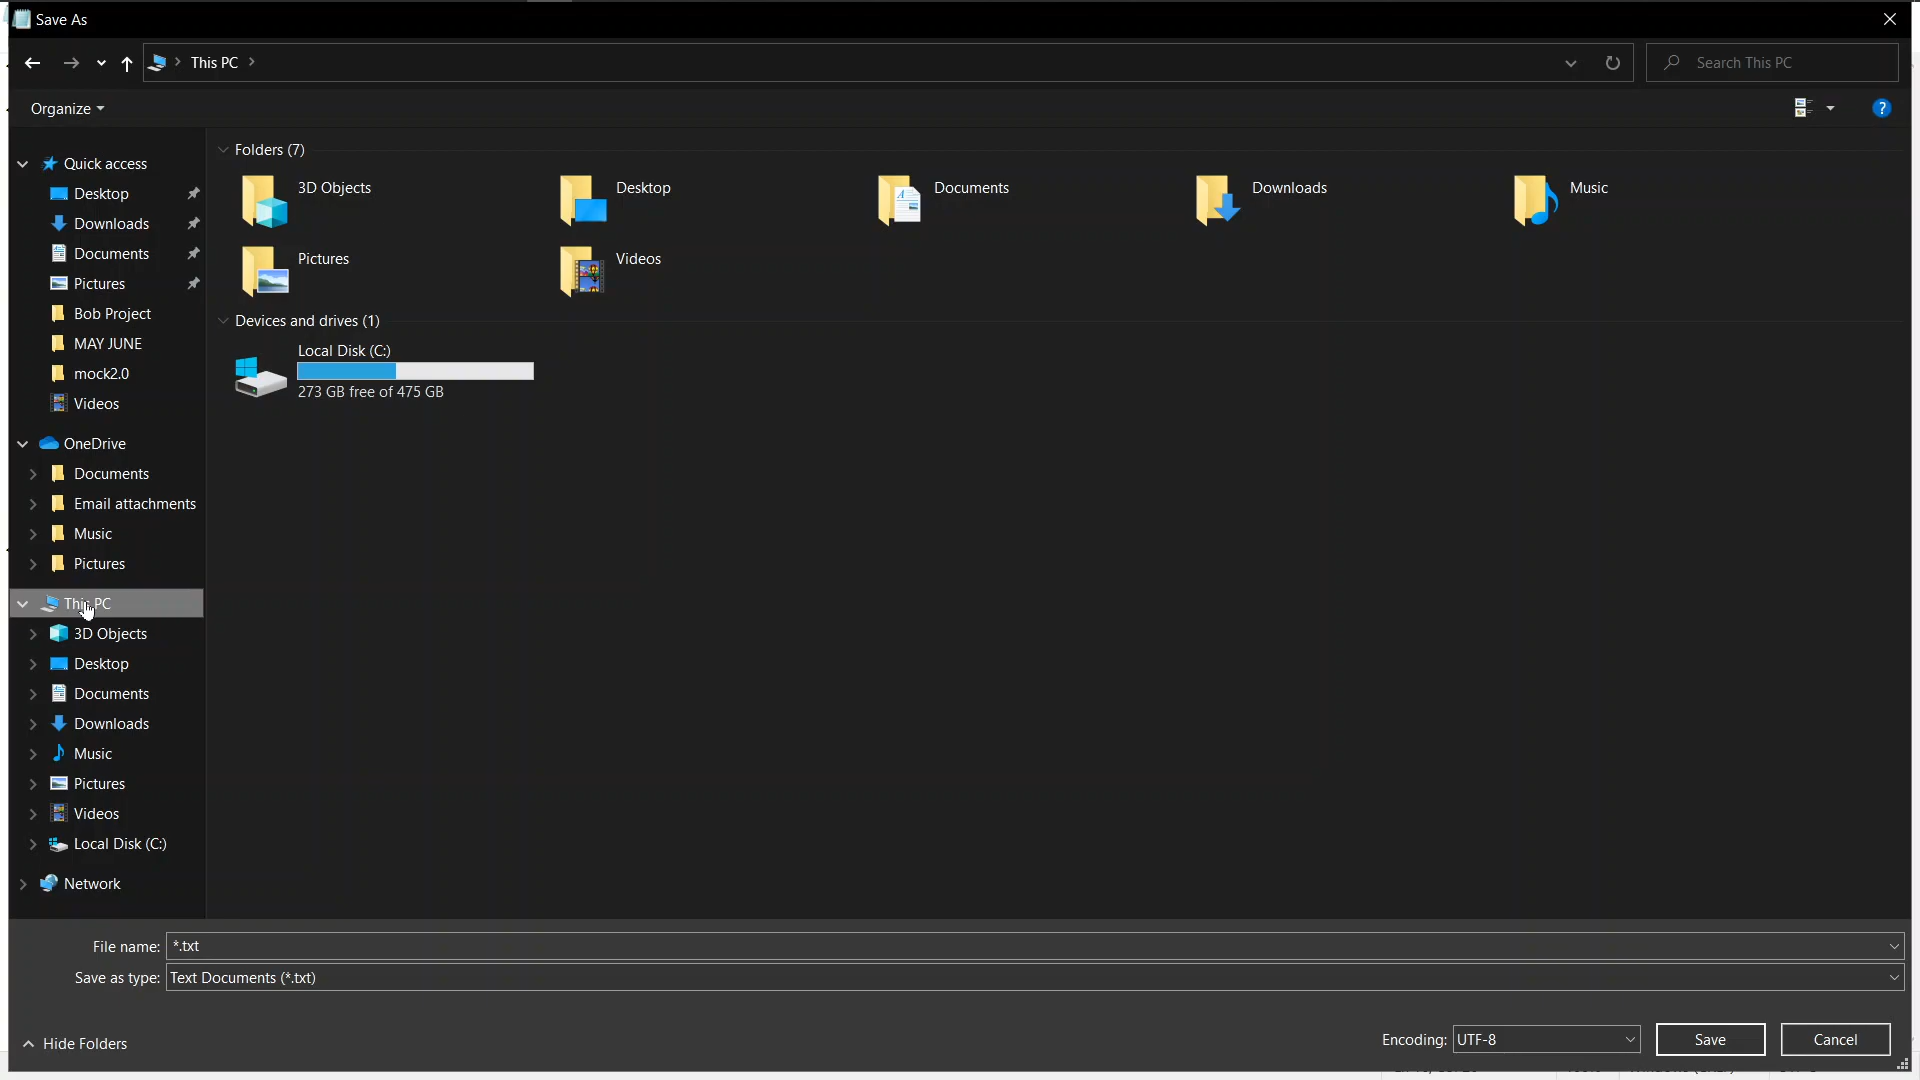 Save As
This PC
Search This PC
Organize
Quick access
Desktop
Downloads
Documents
Pictures
Bob Project
MAY JUNE
mock2.0
Videos
OneDrive
Documents
Email attachments
Music
Pictures
This PC
3D Objects
Desktop
Documents
Downloads
Music
Pictures
Videos
Local Disk (C:)
Network
Folders (7)
3D Objects
Desktop
Documents
Downloads
Music
Pictures
Videos
Devices and drives (1)
Local Disk (C:)
273 GB free of 475 GB
File name: *.txt
Save as type: Text Documents (*.txt)
Hide Folders
Encoding: UTF-8
Save
Cancel